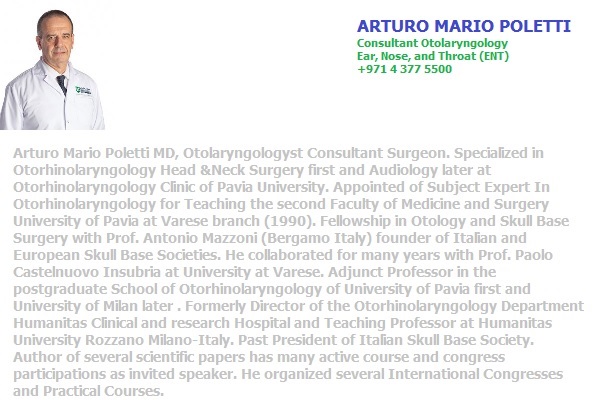 ARTURO MARIO POLETTI
Consultant Otolaryngology
Ear, Nose, and Throat (ENT)
+971 4 377 5500
Arturo Mario Poletti MD, Otolaryngologyst Consultant Surgeon. Specialized in
Otorhinolaryngology Head &Neck Surgery first and Audiology later at
Otorhinolaryngology Clinic of Pavia University. Appointed of Subject Expert In
Otorhinolaryngology for Teaching the second Faculty of Medicine and Surgery
University of Pavia at Varese branch (1990). Fellowship in Otology and Skull Base
Surgery with Prof. Antonio Mazzoni (Bergamo Italy) founder of Italian and
European Skull Base Societies. He collaborated for many years with Prof. Paolo
Castelnuovo Insubria at University at Varese. Adjunct Professor in the
postgraduate School of Otorhinolaryngology of University of Pavia first and
University of Milan later . Formerly Director of the Otorhinolaryngology Department
Humanitas Clinical and research Hospital and Teaching Professor at Humanitas
University Rozzano Milano-Italy. Past President of Italian Skull Base Society.
Author of several scientific papers has many active course and congress
participations as invited speaker. He organized several International Congresses
and Practical Courses.